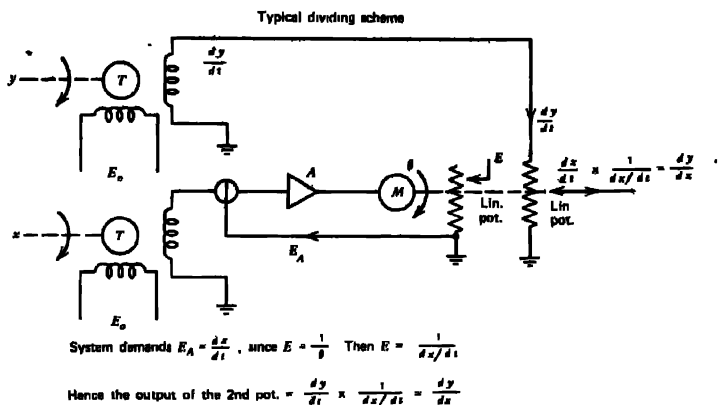 Typical dividing scheme
dy/dt
y
T
dy/dt
E₀
E
dz/dt × 1/dx/dt = dy/dz
A
θ
M
Lin. pot.
Lin pot.
x
T
E_A
E₀
System demands E_A = dx/dt , since E = 1/θ Then E = 1/dx/dt
Hence the output of the 2nd pot. = dy/dt × 1/dx/dt = dy/dx